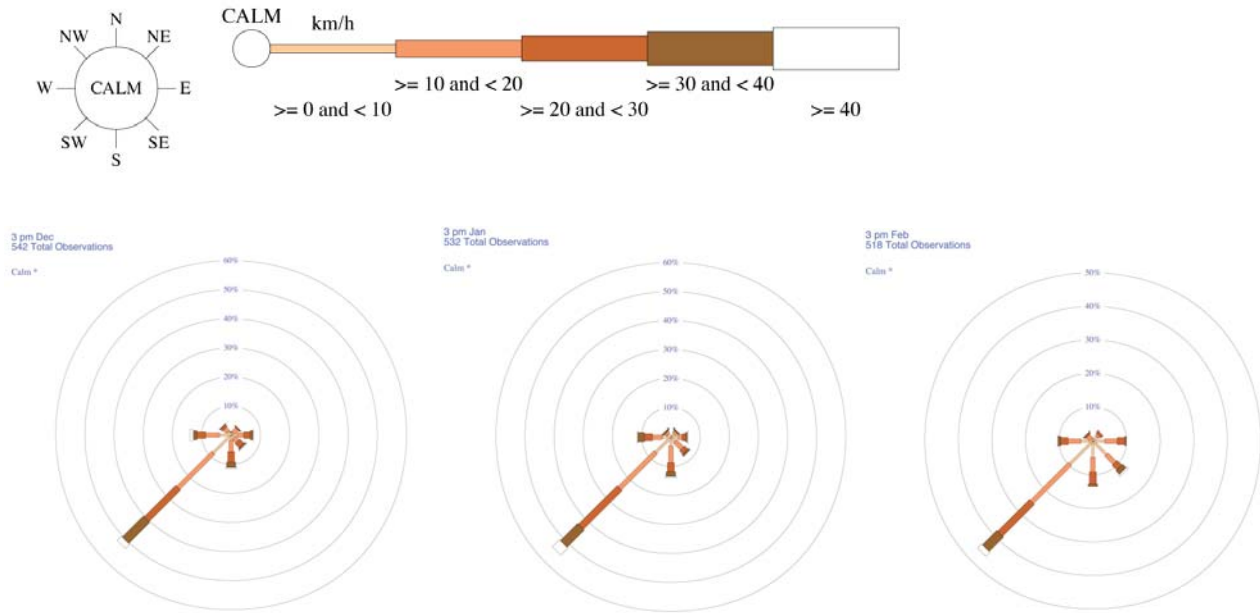 N
NW
NE
W
CALM
E
SW
SE
S
CALM
km/h
>= 10 and < 20
>= 30 and < 40
>= 0 and < 10
>= 20 and < 30
>= 40
3 pm Dec
542 Total Observations
Calm *
60%
50%
40%
30%
20%
10%
3 pm Jan
532 Total Observations
Calm *
60%
50%
40%
30%
20%
10%
3 pm Feb
518 Total Observations
Calm *
50%
40%
30%
20%
10%